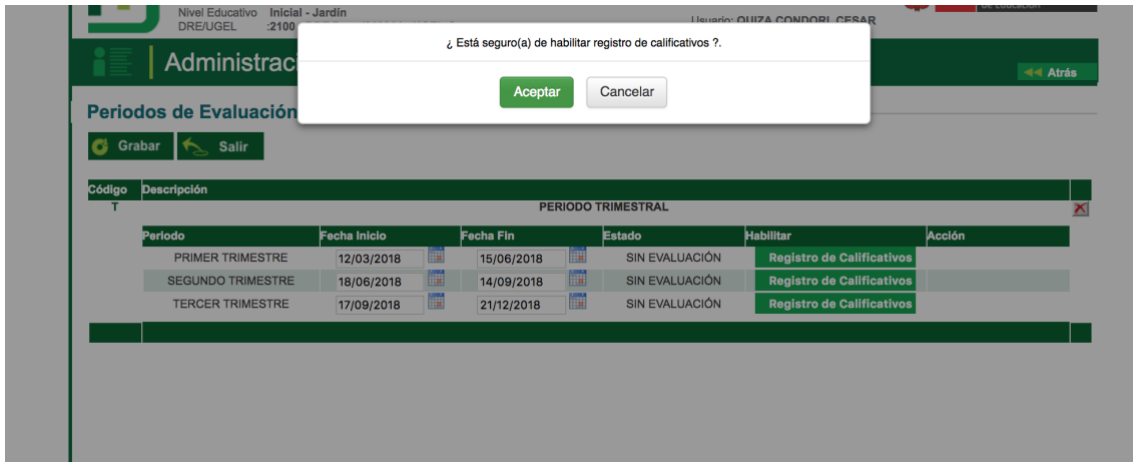 de Educación
Nivel Educativo Inicial - Jardín
DRE/UGEL :2100
Usuario: QUIZA CONDORI, CESAR
¿ Está seguro(a) de habilitar registro de calificativos ?.
Administraci
Aceptar Cancelar
Atrás
Periodos de Evaluación
Grabar Salir
Código Descripción
T PERIODO TRIMESTRAL
Periodo Fecha Inicio Fecha Fin Estado Habilitar Acción
PRIMER TRIMESTRE 12/03/2018 15/06/2018 SIN EVALUACIÓN Registro de Calificativos
SEGUNDO TRIMESTRE 18/06/2018 14/09/2018 SIN EVALUACIÓN Registro de Calificativos
TERCER TRIMESTRE 17/09/2018 21/12/2018 SIN EVALUACIÓN Registro de Calificativos